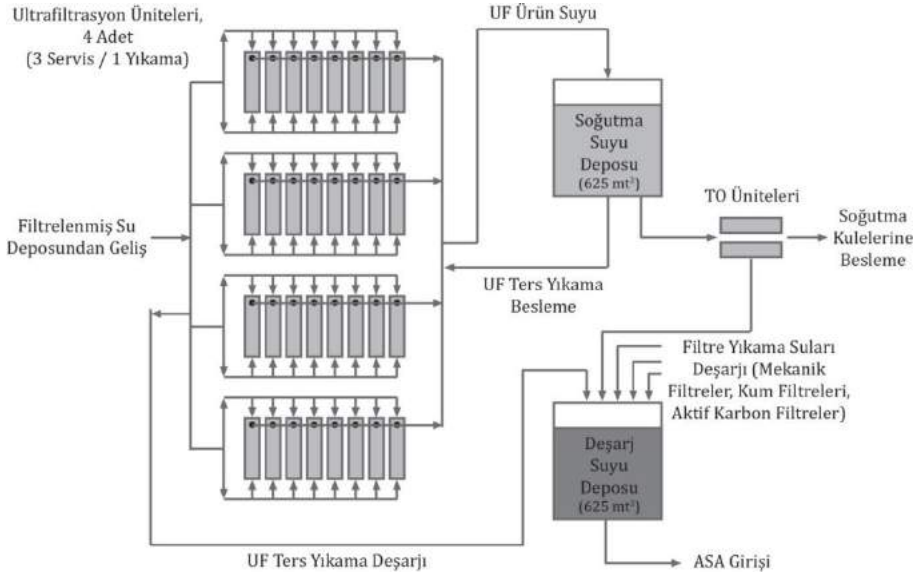 Ultrafiltrasyon Üniteleri,
4 Adet
(3 Servis / 1 Yıkama)
UF Ürün Suyu
Soğutma
Suyu
Deposu
(625 mt³)
TO Üniteleri
Soğutma
Kulelerine
Besleme
Filtrelenmiş Su
Deposundan Geliş
UF Ters Yıkama
Besleme
Filtre Yıkama Suları
Deşarjı (Mekanik
Filtreler, Kum Filtreleri,
Aktif Karbon Filtreler)
Deşarj
Suyu
Deposu
(625 mt³)
UF Ters Yıkama Deşarjı
ASA Girişi